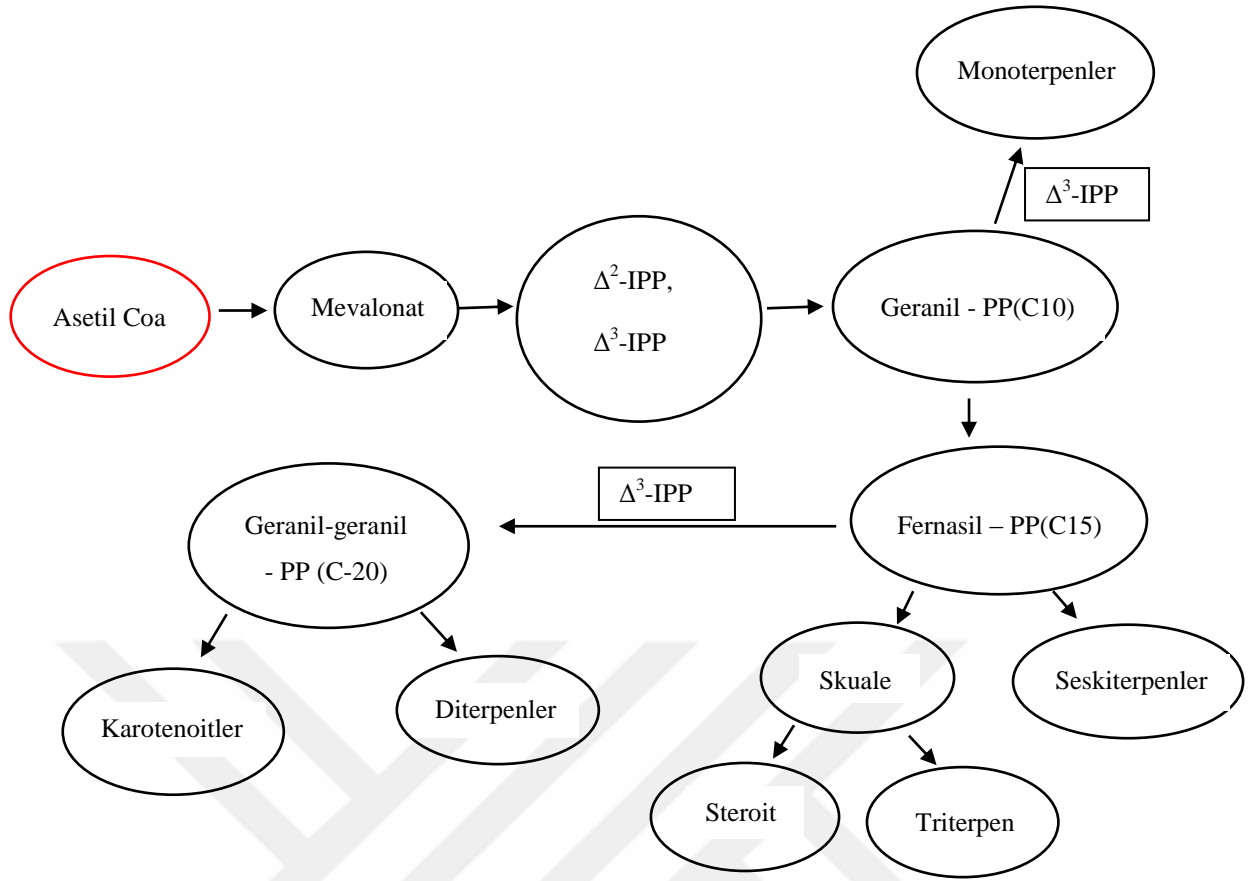 Monoterpenler
Δ³-IPP
Asetil Coa
Mevalonat
Δ²-IPP,
Δ³-IPP
Geranil - PP(C10)
Δ³-IPP
Geranil-geranil
- PP (C-20)
Fernasil – PP(C15)
Karotenoitler
Diterpenler
Skuale
Seskiterpenler
Steroit
Triterpen